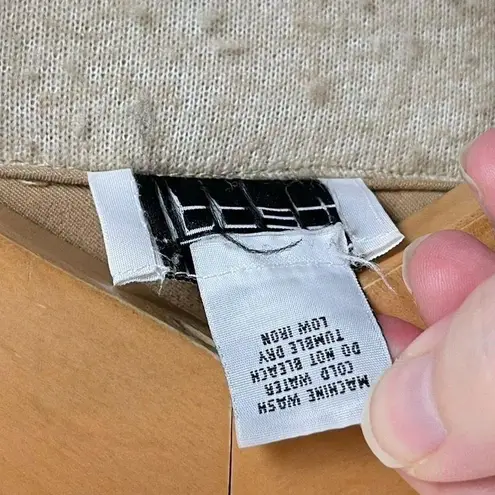 MACHINE WASH
COLD WATER
DO NOT BLEACH
TUMBLE DRY
LOW IRON